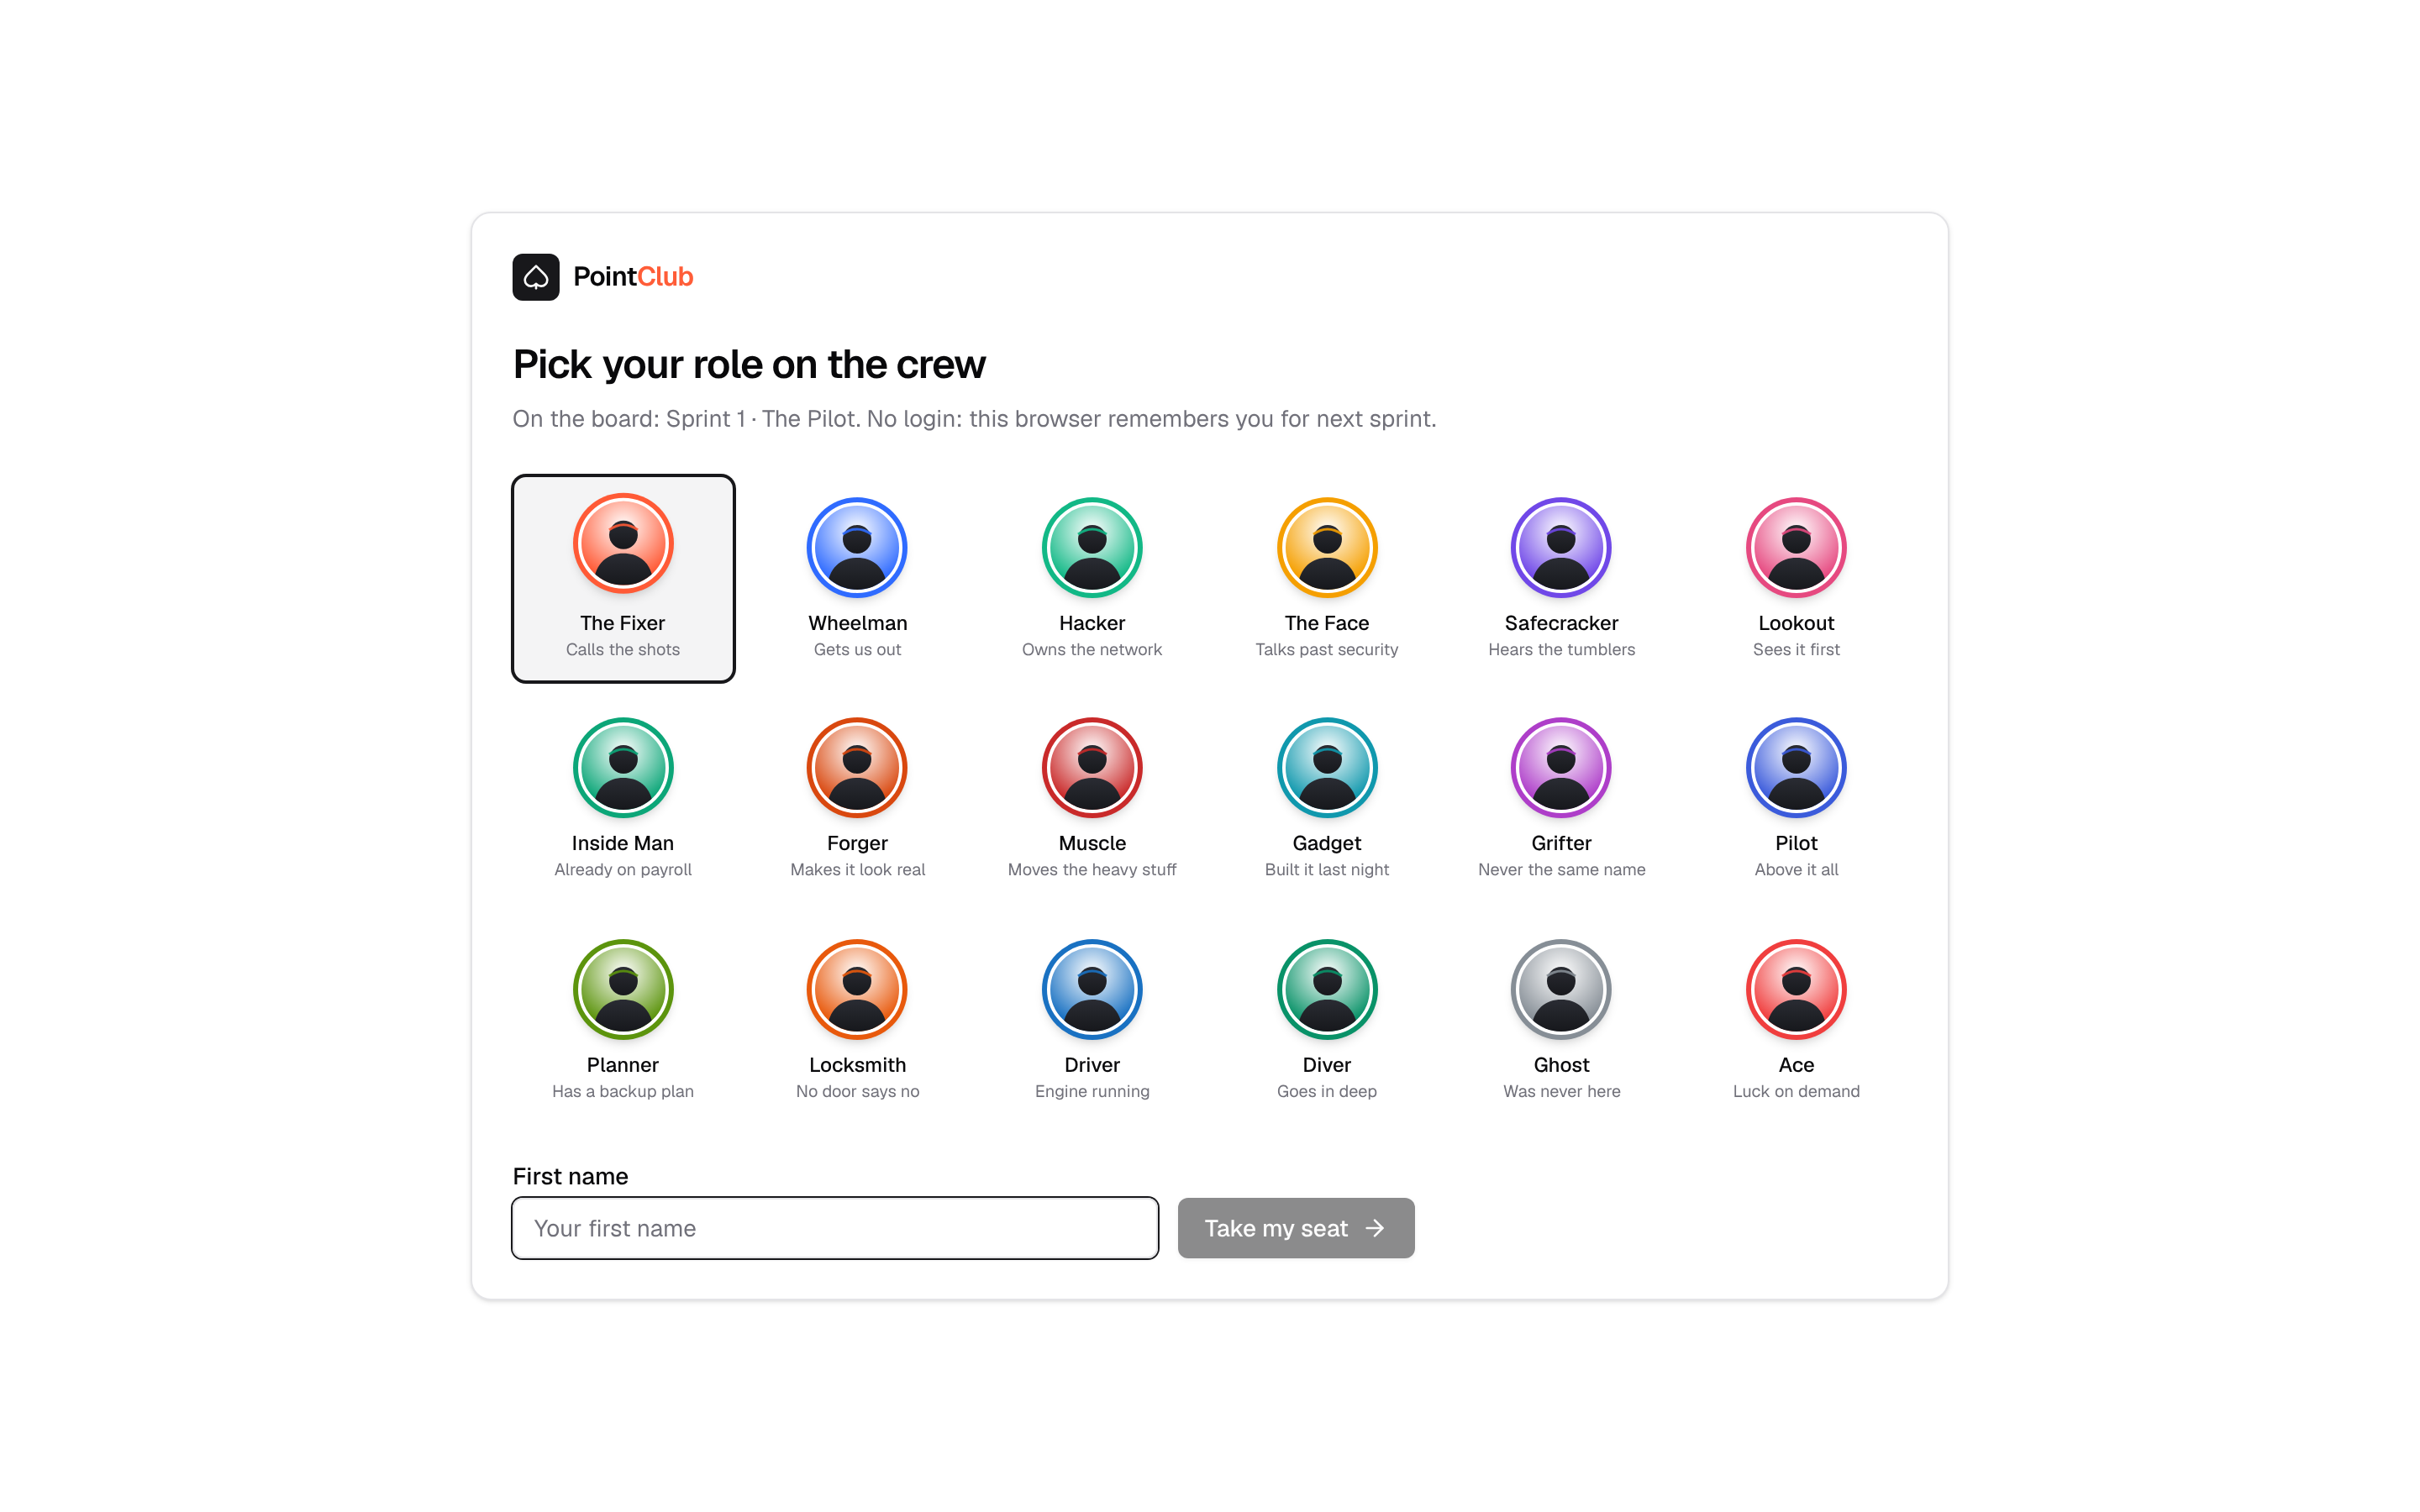 PointClub
Pick your role on the crew
On the board: Sprint 1 · The Pilot. No login: this browser remembers you for next sprint.
The Fixer
Calls the shots
Wheelman
Gets us out
Hacker
Owns the network
The Face
Talks past security
Safecracker
Hears the tumblers
Lookout
Sees it first
Inside Man
Already on payroll
Forger
Makes it look real
Muscle
Moves the heavy stuff
Gadget
Built it last night
Grifter
Never the same name
Pilot
Above it all
Planner
Has a backup plan
Locksmith
No door says no
Driver
Engine running
Diver
Goes in deep
Ghost
Was never here
Ace
Luck on demand
First name
Your first name
Take my seat